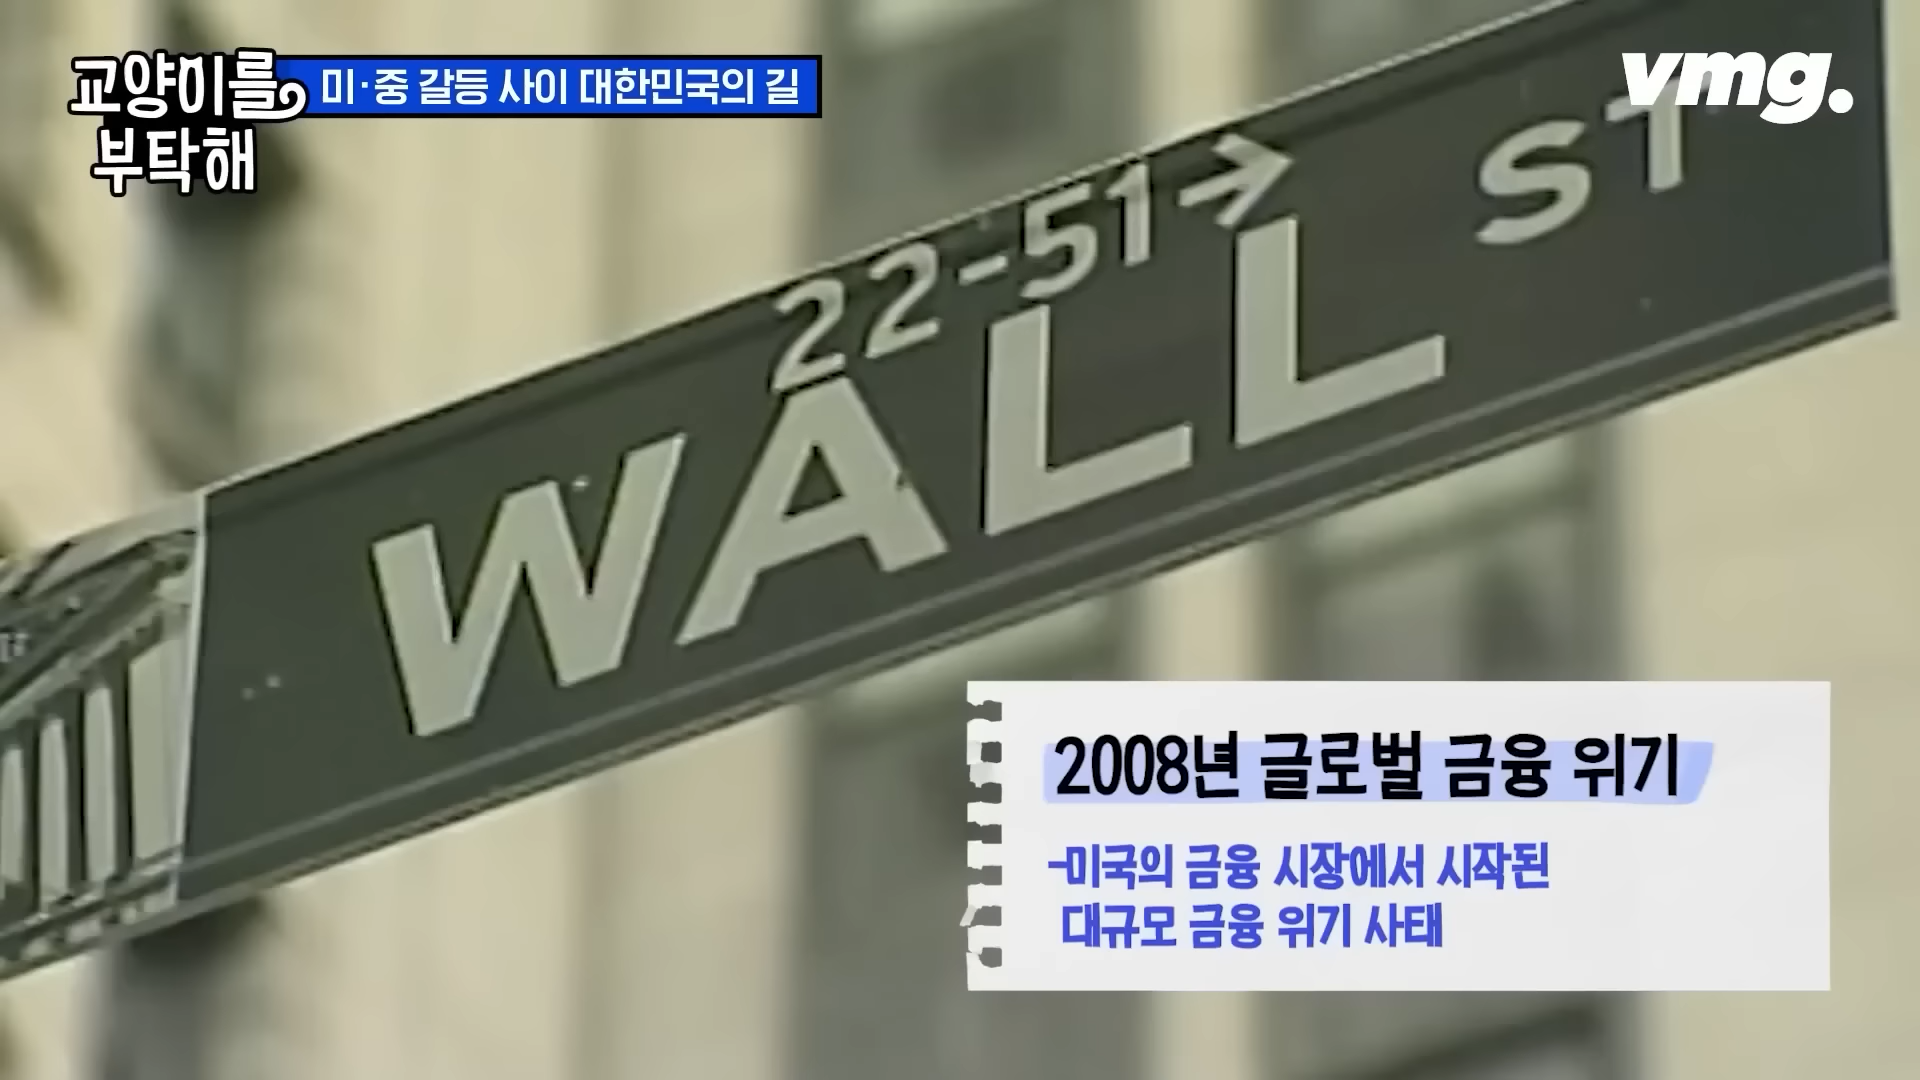 교양이를
부탁해
미·중 갈등 사이 대한민국의 길
vmg.
22-51→
WALL ST
2008년 글로벌 금융 위기
-미국의 금융 시장에서 시작된
대규모 금융 위기 사태